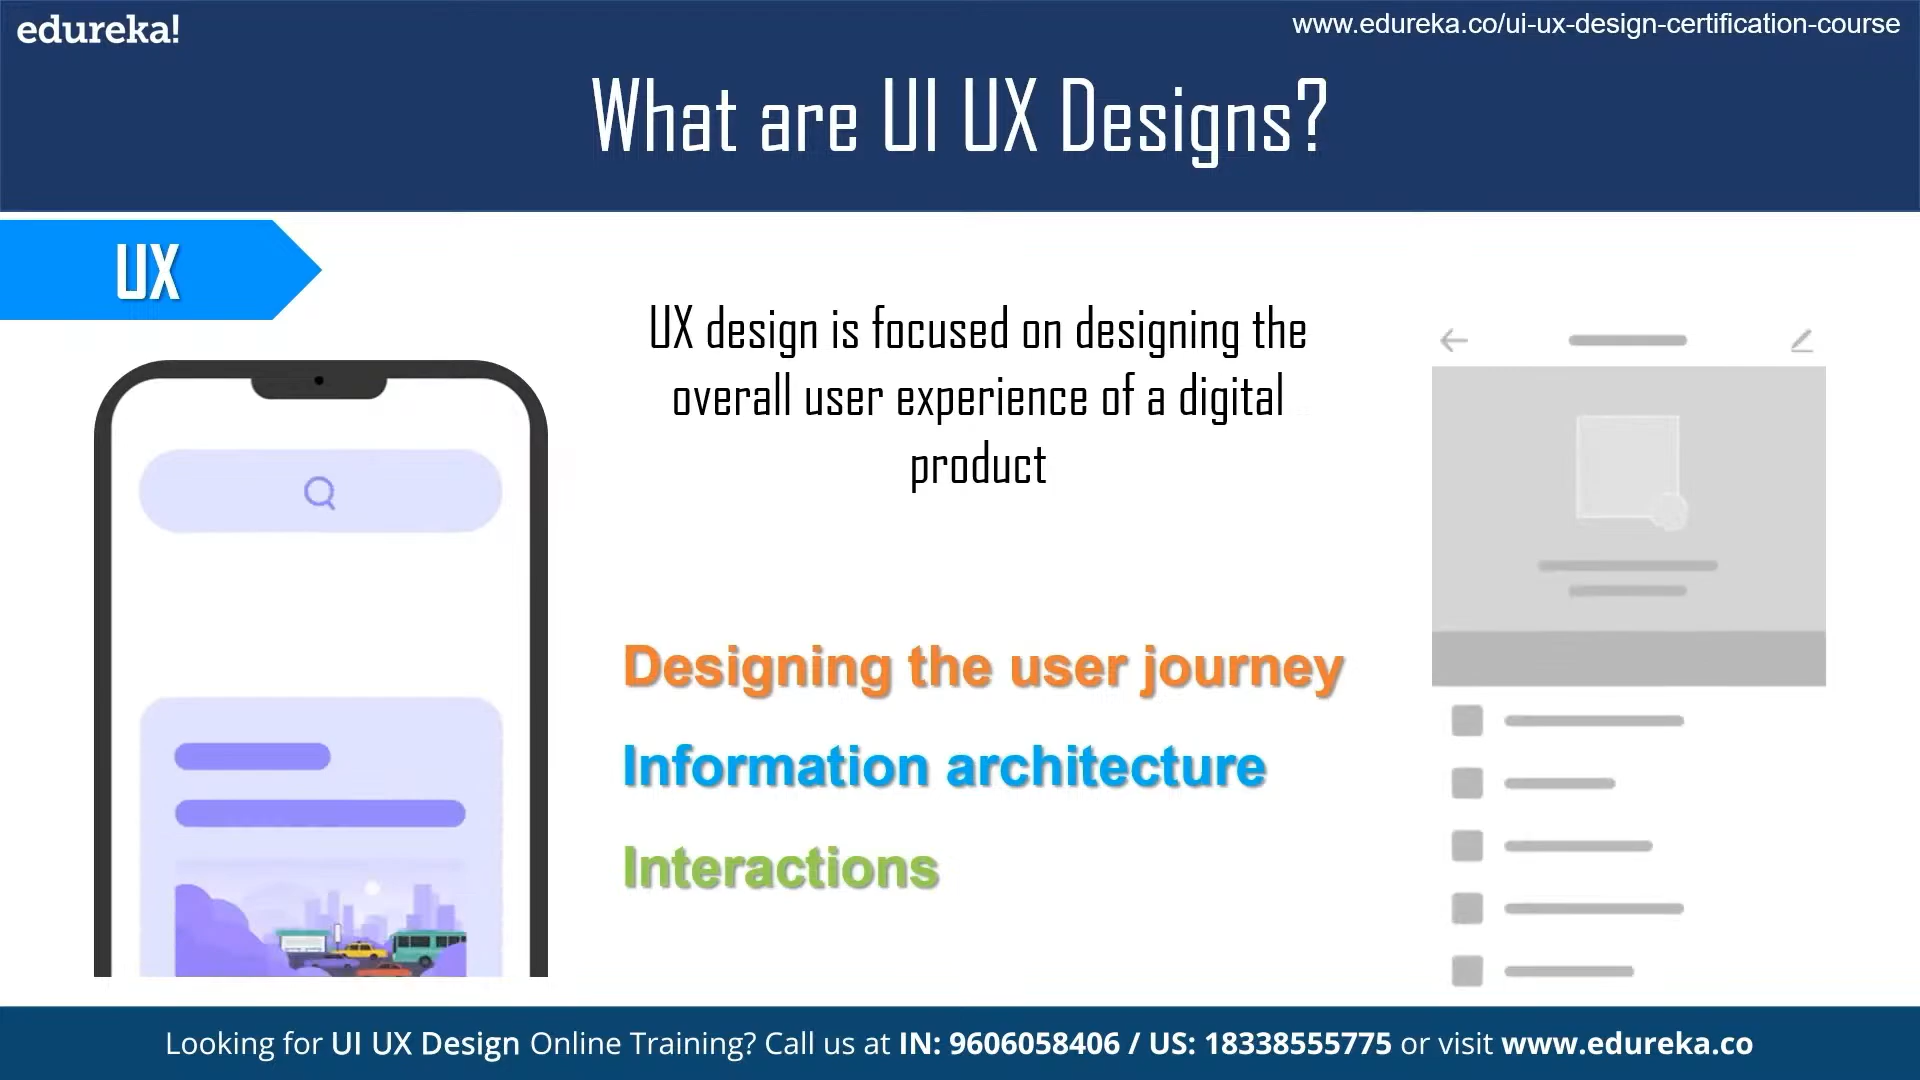 edureka!
www.edureka.co/ui-ux-design-certification-course
What are UI UX Designs?
UX
UX design is focused on designing the
overall user experience of a digital
product
Designing the user journey
Information architecture
Interactions
Looking for UI UX Design Online Training? Call us at IN: 9606058406 / US: 18338555775 or visit www.edureka.co